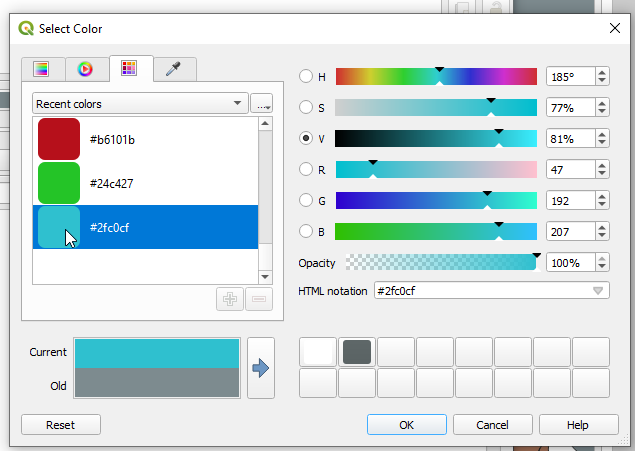 Select Color
Recent colors
...
#b6101b
#24c427
#2fc0cf
H 185°
S 77%
V 81%
R 47
G 192
B 207
Opacity 100%
HTML notation #2fc0cf
Current
Old
Reset OK Cancel Help